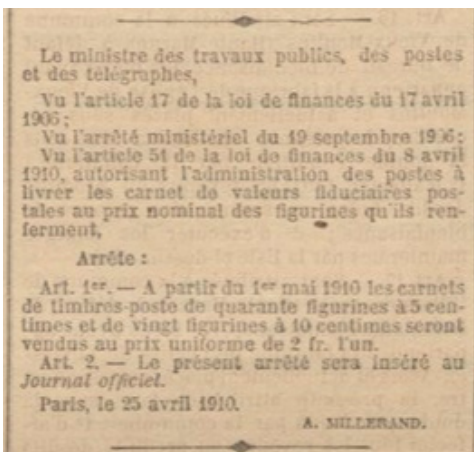 Le ministre des travaux publics, des postes
et des télégraphes,
Vu l'article 17 de la loi de finances du 17 avril
1906;
Vu l'arrêté ministériel du 19 septembre 1906;
Vu l'article 51 de la loi de finances du 8 avril
1910, autorisant l'administration des postes à
livrer les carnet de valeurs fiduciaires pos-
tales au prix nominal des figurines qu'ils ren-
ferment,
Arrête :
Art. 1er. — A partir du 1er mai 1910 les carnets
de timbres-poste de quarante figurines à 5 cen-
times et de vingt figurines à 10 centimes seront
vendus au prix uniforme de 2 fr. l'un.
Art. 2. — Le présent arrêté sera inséré au
Journal officiel.
Paris, le 25 avril 1910.
A. MILLERAND.